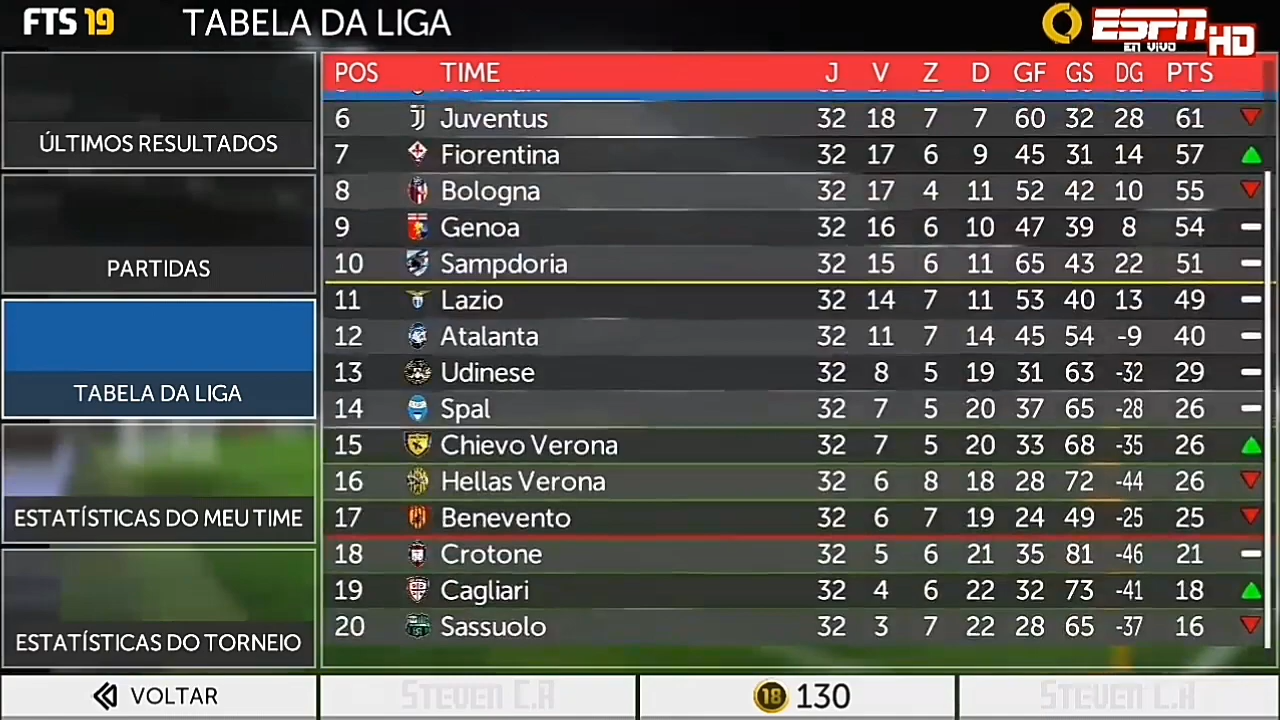 FTS 19 TABELA DA LIGA ESPN HD
EN VIVO
POS TIME J V Z D GF GS DG PTS
6 Juventus 32 18 7 7 60 32 28 61
7 Fiorentina 32 17 6 9 45 31 14 57
8 Bologna 32 17 4 11 52 42 10 55
9 Genoa 32 16 6 10 47 39 8 54
10 Sampdoria 32 15 6 11 65 43 22 51
11 Lazio 32 14 7 11 53 40 13 49
12 Atalanta 32 11 7 14 45 54 -9 40
13 Udinese 32 8 5 19 31 63 -32 29
14 Spal 32 7 5 20 37 65 -28 26
15 Chievo Verona 32 7 5 20 33 68 -35 26
16 Hellas Verona 32 6 8 18 28 72 -44 26
17 Benevento 32 6 7 19 24 49 -25 25
18 Crotone 32 5 6 21 35 81 -46 21
19 Cagliari 32 4 6 22 32 73 -41 18
20 Sassuolo 32 3 7 22 28 65 -37 16
ÚLTIMOS RESULTADOS
PARTIDAS
TABELA DA LIGA
ESTATÍSTICAS DO MEU TIME
ESTATÍSTICAS DO TORNEIO
VOLTAR STEVEN C.A 18 130 STEVEN L.A